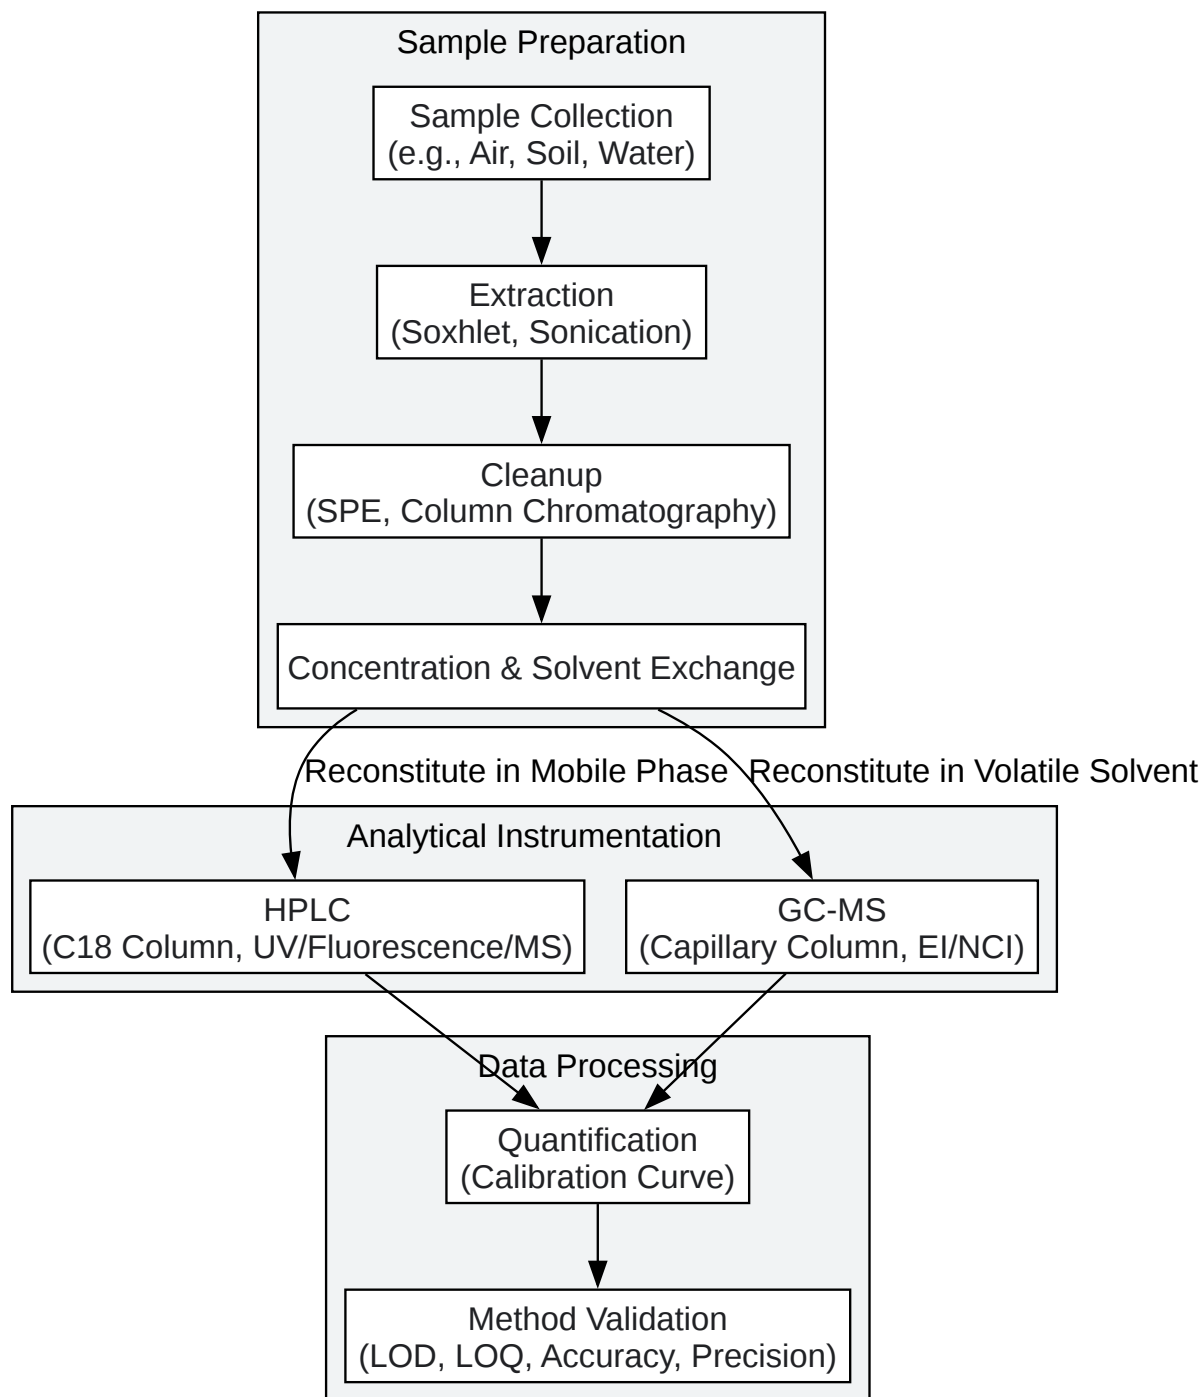 Sample Preparation
Sample Collection
(e.g., Air, Soil, Water)
Extraction
(Soxhlet, Sonication)
Cleanup
(SPE, Column Chromatography)
Concentration & Solvent Exchange
Reconstitute in Mobile Phase
Reconstitute in Volatile Solvent
Analytical Instrumentation
HPLC
(C18 Column, UV/Fluorescence/MS)
GC-MS
(Capillary Column, EI/NCI)
Data Processing
Quantification
(Calibration Curve)
Method Validation
(LOD, LOQ, Accuracy, Precision)